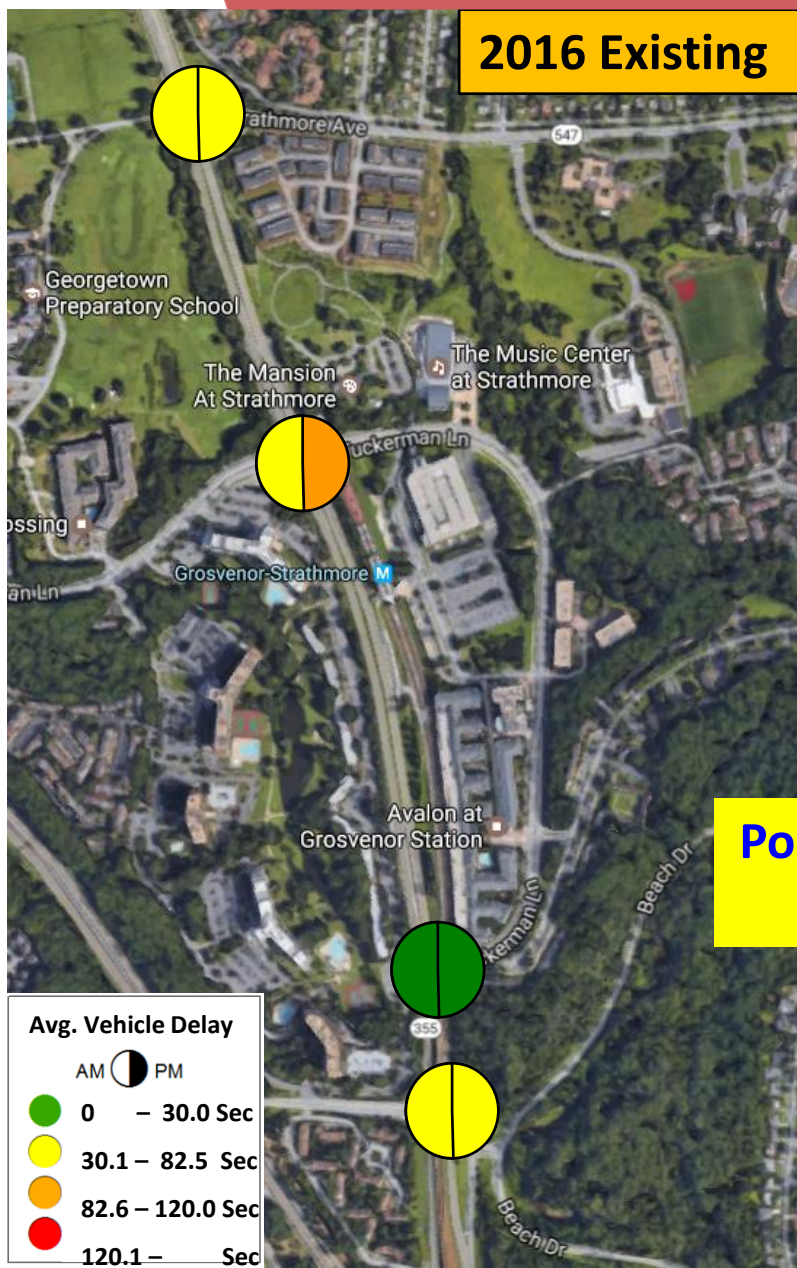 2016 Existing
rathmore Ave
547
Georgetown
Preparatory School
The Mansion
At Strathmore
The Music Center
at Strathmore
uckerman Ln
ossing
Grosvenor-Strathmore M
an Ln
Avalon at
Grosvenor Station
Po
Beach Dr
ckerman Ln
355
Beach Dr
Avg. Vehicle Delay
AM PM
0 – 30.0 Sec
30.1 – 82.5 Sec
82.6 – 120.0 Sec
120.1 – Sec